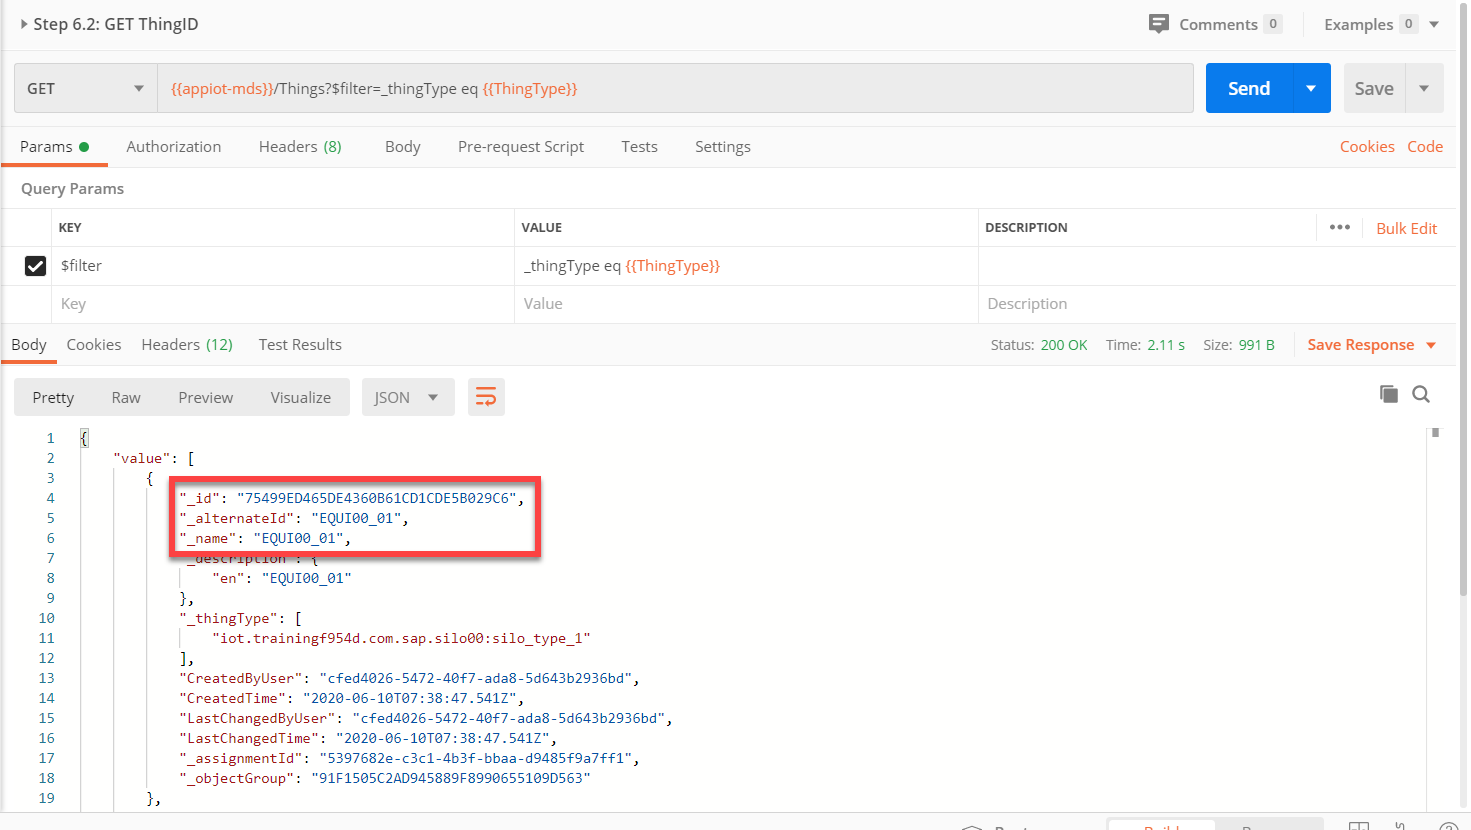 Step 6.2: GET ThingID
Comments 0
Examples 0
GET
{{appiot-mds}}/Things?$filter=_thingType eq {{ThingType}}
Send
Save
Params
Authorization
Headers (8)
Body
Pre-request Script
Tests
Settings
Cookies
Code
Query Params
KEY
VALUE
DESCRIPTION
Bulk Edit
$filter
_thingType eq {{ThingType}}
Key
Value
Description
Body
Cookies
Headers (12)
Test Results
Status: 200 OK
Time: 2.11 s
Size: 991 B
Save Response
Pretty
Raw
Preview
Visualize
JSON
1 {
2 "value": [
3 {
4 "_id": "75499ED465DE4360B61CD1CDE5B029C6",
5 "_alternateId": "EQUI00_01",
6 "_name": "EQUI00_01",
7 "_description": {
8 "en": "EQUI00_01"
9 },
10 "_thingType": [
11 "iot.trainingf954d.com.sap.silo00:silo_type_1"
12 ],
13 "CreatedByUser": "cfed4026-5472-40f7-ada8-5d643b2936bd",
14 "CreatedTime": "2020-06-10T07:38:47.541Z",
15 "LastChangedByUser": "cfed4026-5472-40f7-ada8-5d643b2936bd",
16 "LastChangedTime": "2020-06-10T07:38:47.541Z",
17 "_assignmentId": "5397682e-c3c1-4b3f-bbaa-d9485f9a7ff1",
18 "_objectGroup": "91F1505C2AD945889F8990655109D563"
19 },